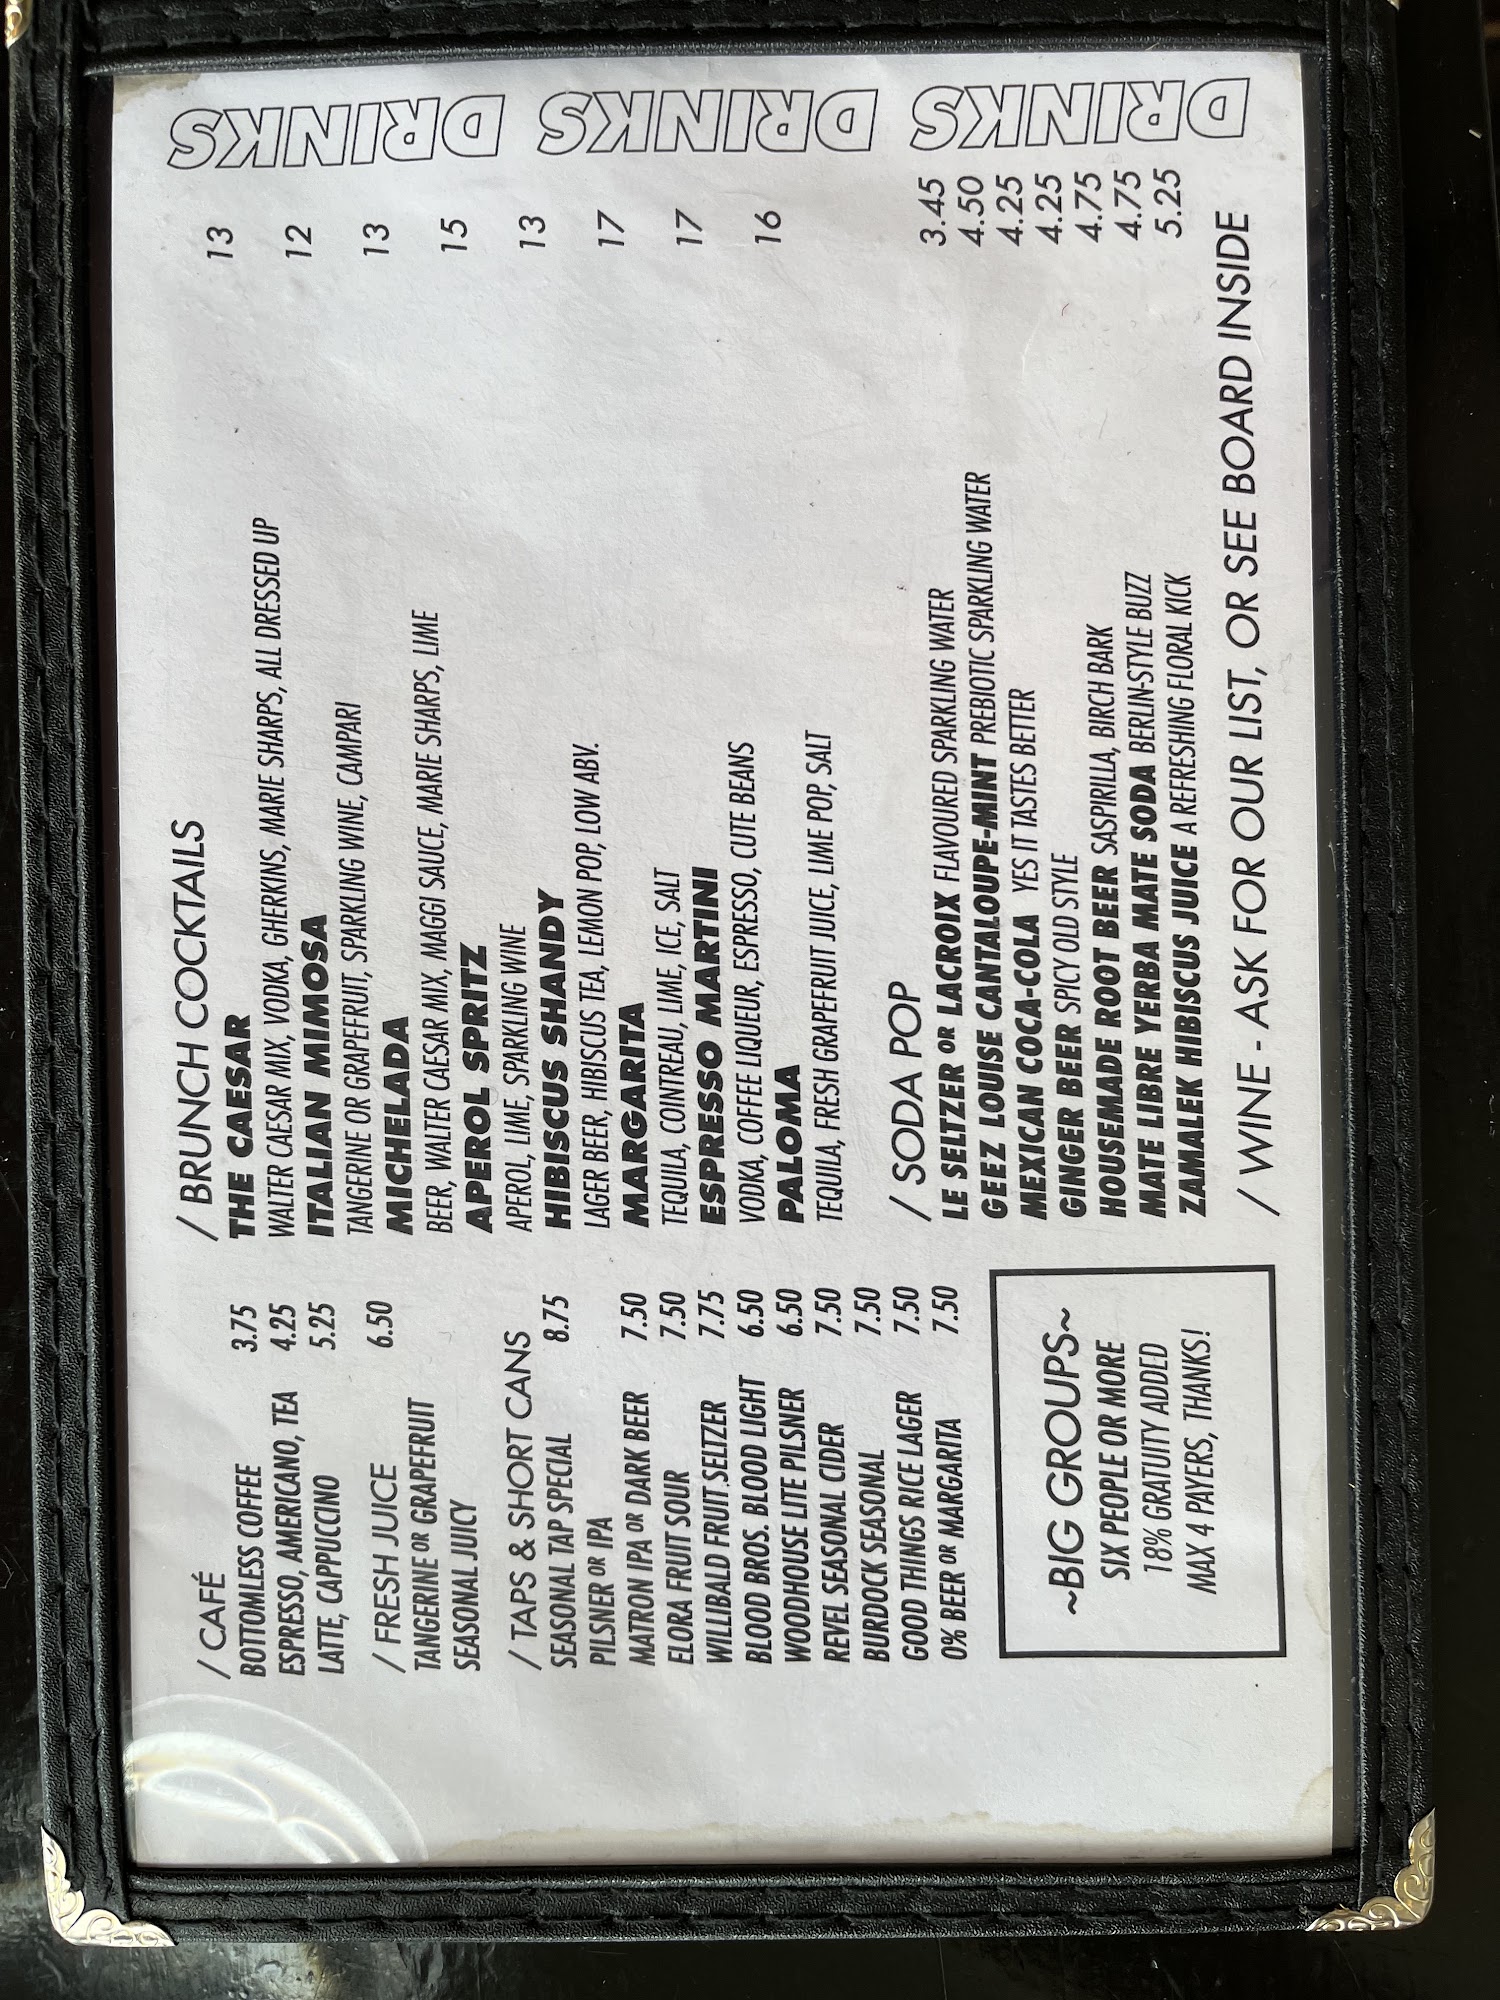 / CAFÉ
BOTTOMLESS COFFEE 3.75
ESPRESSO, AMERICANO, TEA 4.25
LATTE, CAPPUCCINO 5.25
/ FRESH JUICE 6.50
TANGERINE OR GRAPEFRUIT
SEASONAL JUICY
/ TAPS & SHORT CANS
SEASONAL TAP SPECIAL 8.75
PILSNER OR IPA
MATRON IPA OR DARK BEER 7.50
ELORA FRUIT SOUR 7.50
WILLIBALD FRUIT SELTZER 7.75
BLOOD BROS. BLOOD LIGHT 6.50
WOODHOUSE LITE PILSNER 6.50
REVEL SEASONAL CIDER 7.50
BURDOCK SEASONAL 7.50
GOOD THINGS RICE LAGER 7.50
0% BEER OR MARGARITA 7.50
~BIG GROUPS~
SIX PEOPLE OR MORE
18% GRATUITY ADDED
MAX 4 PAYERS, THANKS!
/ BRUNCH COCKTAILS
THE CAESAR 13
WALTER CAESAR MIX, VODKA, GHERKINS, MARIE SHARPS, ALL DRESSED UP
ITALIAN MIMOSA 12
TANGERINE OR GRAPEFRUIT, SPARKLING WINE, CAMPARI
MICHELADA 13
BEER, WALTER CAESAR MIX, MAGGI SAUCE, MARIE SHARPS, LIME
APEROL SPRITZ 15
APEROL, LIME, SPARKLING WINE
HIBISCUS SHANDY 13
LAGER BEER, HIBISCUS TEA, LEMON POP, LOW ABV.
MARGARITA 17
TEQUILA, COINTREAU, LIME, ICE, SALT
ESPRESSO MARTINI 17
VODKA, COFFEE LIQUEUR, ESPRESSO, CUTE BEANS
PALOMA 16
TEQUILA, FRESH GRAPEFRUIT JUICE, LIME POP, SALT
/ SODA POP
LE SELTZER OR LACROIX FLAVOURED SPARKLING WATER 3.45
GEEZ LOUISE CANTALOUPE-MINT PREBIOTIC SPARKLING WATER 4.50
MEXICAN COCA-COLA YES IT TASTES BETTER 4.25
GINGER BEER SPICY OLD STYLE 4.25
HOUSEMADE ROOT BEER SASPIRILLA, BIRCH BARK 4.75
MATE LIBRE YERBA MATE SODA BERLIN-STYLE BUZZ 4.75
ZAMALEK HIBISCUS JUICE A REFRESHING FLORAL KICK 5.25
/ WINE - ASK FOR OUR LIST, OR SEE BOARD INSIDE
DRINKS DRINKS DRINKS